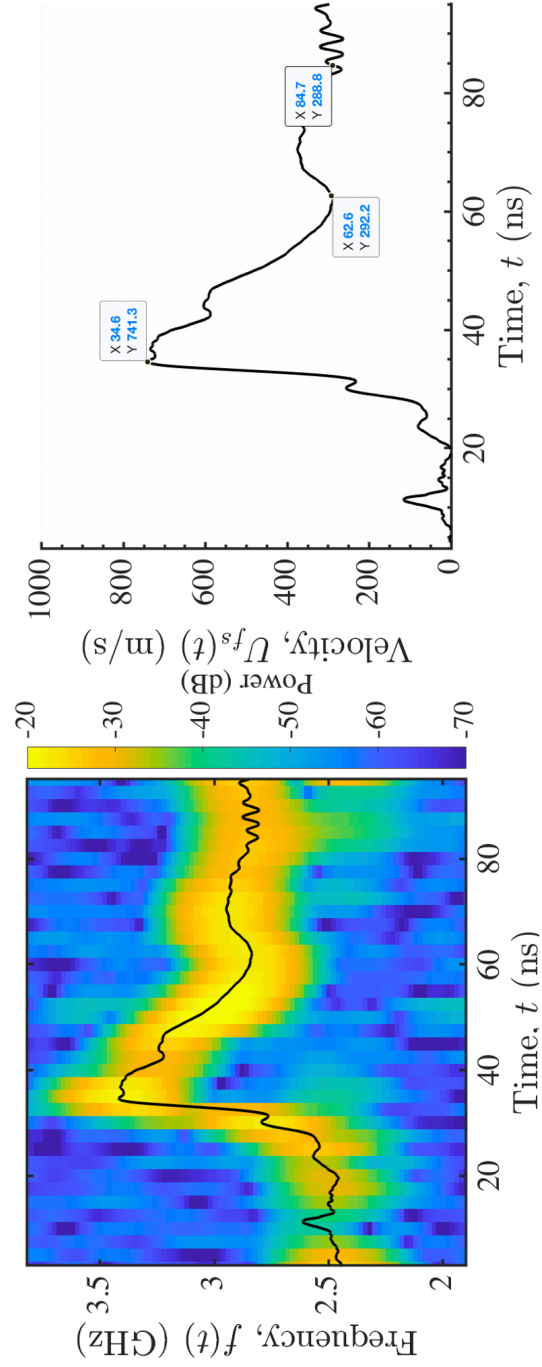 3.5
3
2.5
2
Frequency, f(t) (GHz)
20
40
60
80
Time, t (ns)
-20
-30
-40
-50
-60
-70
Power (dB)
1000
800
600
400
200
0
Velocity, U_fs(t) (m/s)
20
40
60
80
Time, t (ns)
X 34.6
Y 741.3
X 62.6
Y 292.2
X 84.7
Y 288.8